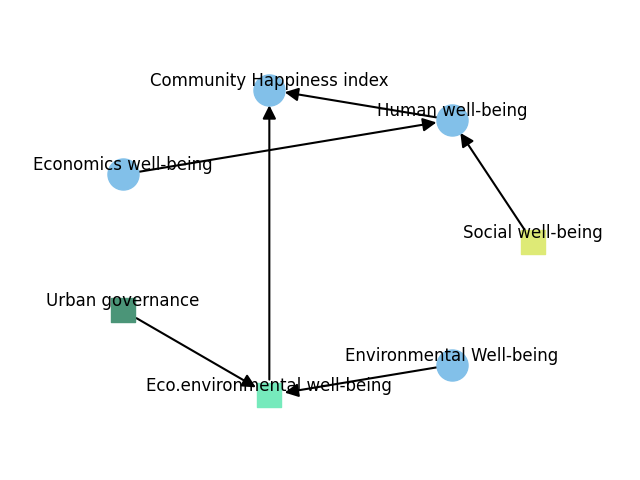 Community Happiness index
Human well-being
Economics well-being
Social well-being
Urban governance
Environmental Well-being
Eco.environmental well-being